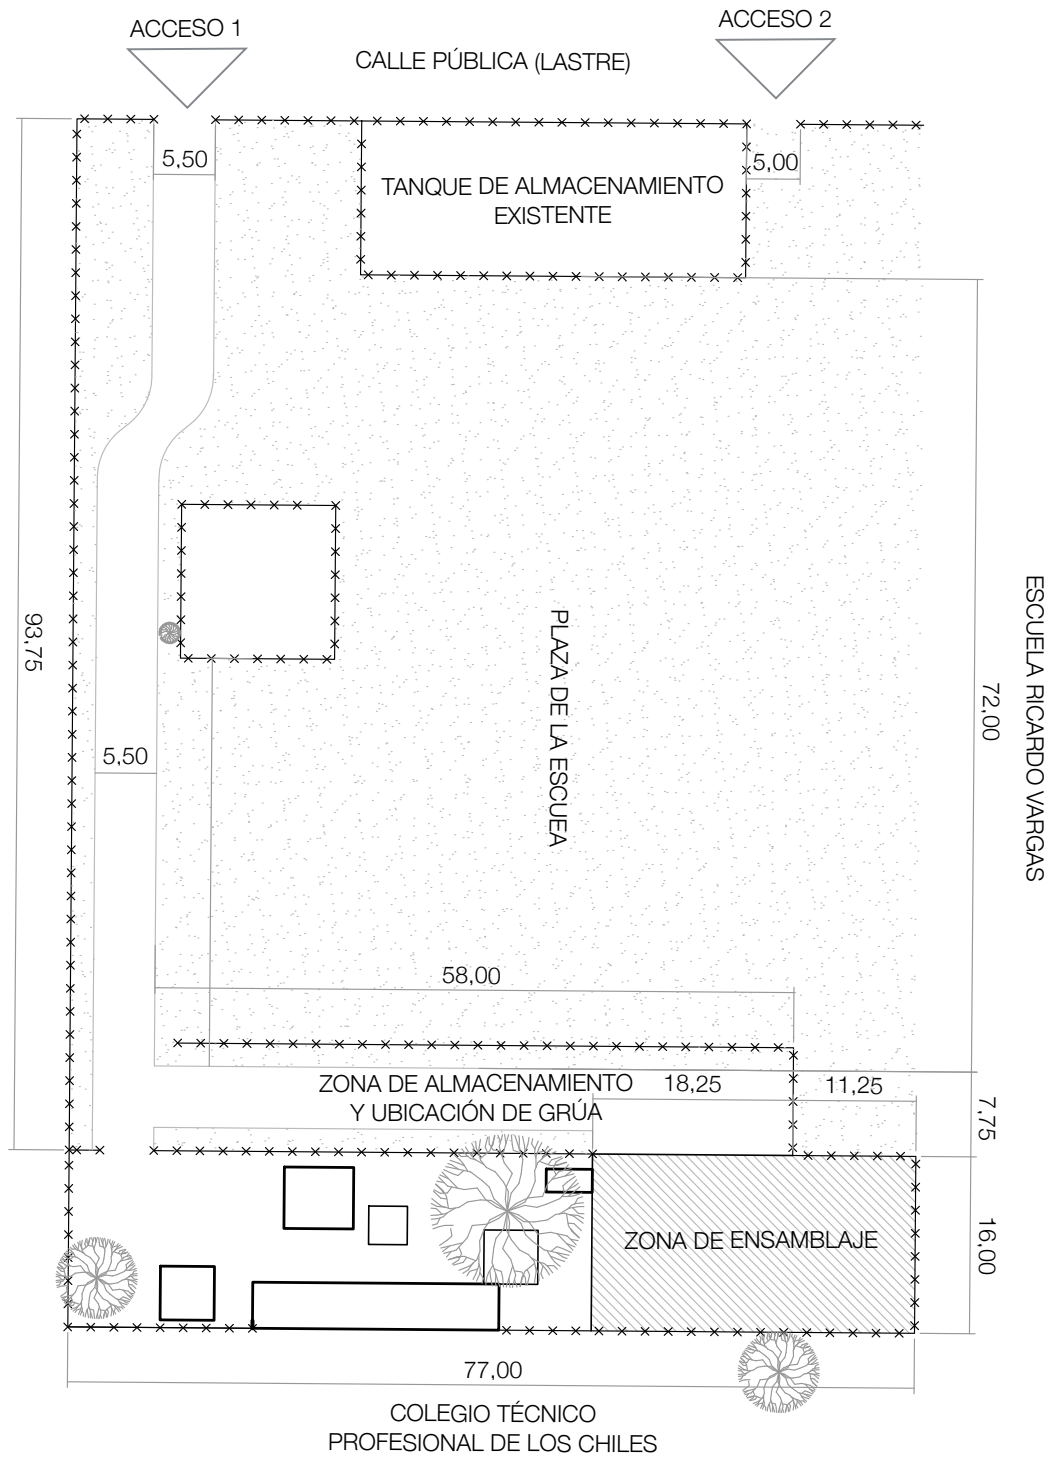 ACCESO 1
ACCESO 2
CALLE PÚBLICA (LASTRE)
5,50
5,00
TANQUE DE ALMACENAMIENTO
EXISTENTE
93,75
PLAZA DE LA ESCUEA
72,00
ESCUELA RICARDO VARGAS
5,50
58,00
ZONA DE ALMACENAMIENTO
Y UBICACIÓN DE GRÚA
18,25
11,25
7,75
ZONA DE ENSAMBLAJE
16,00
77,00
COLEGIO TÉCNICO
PROFESIONAL DE LOS CHILES